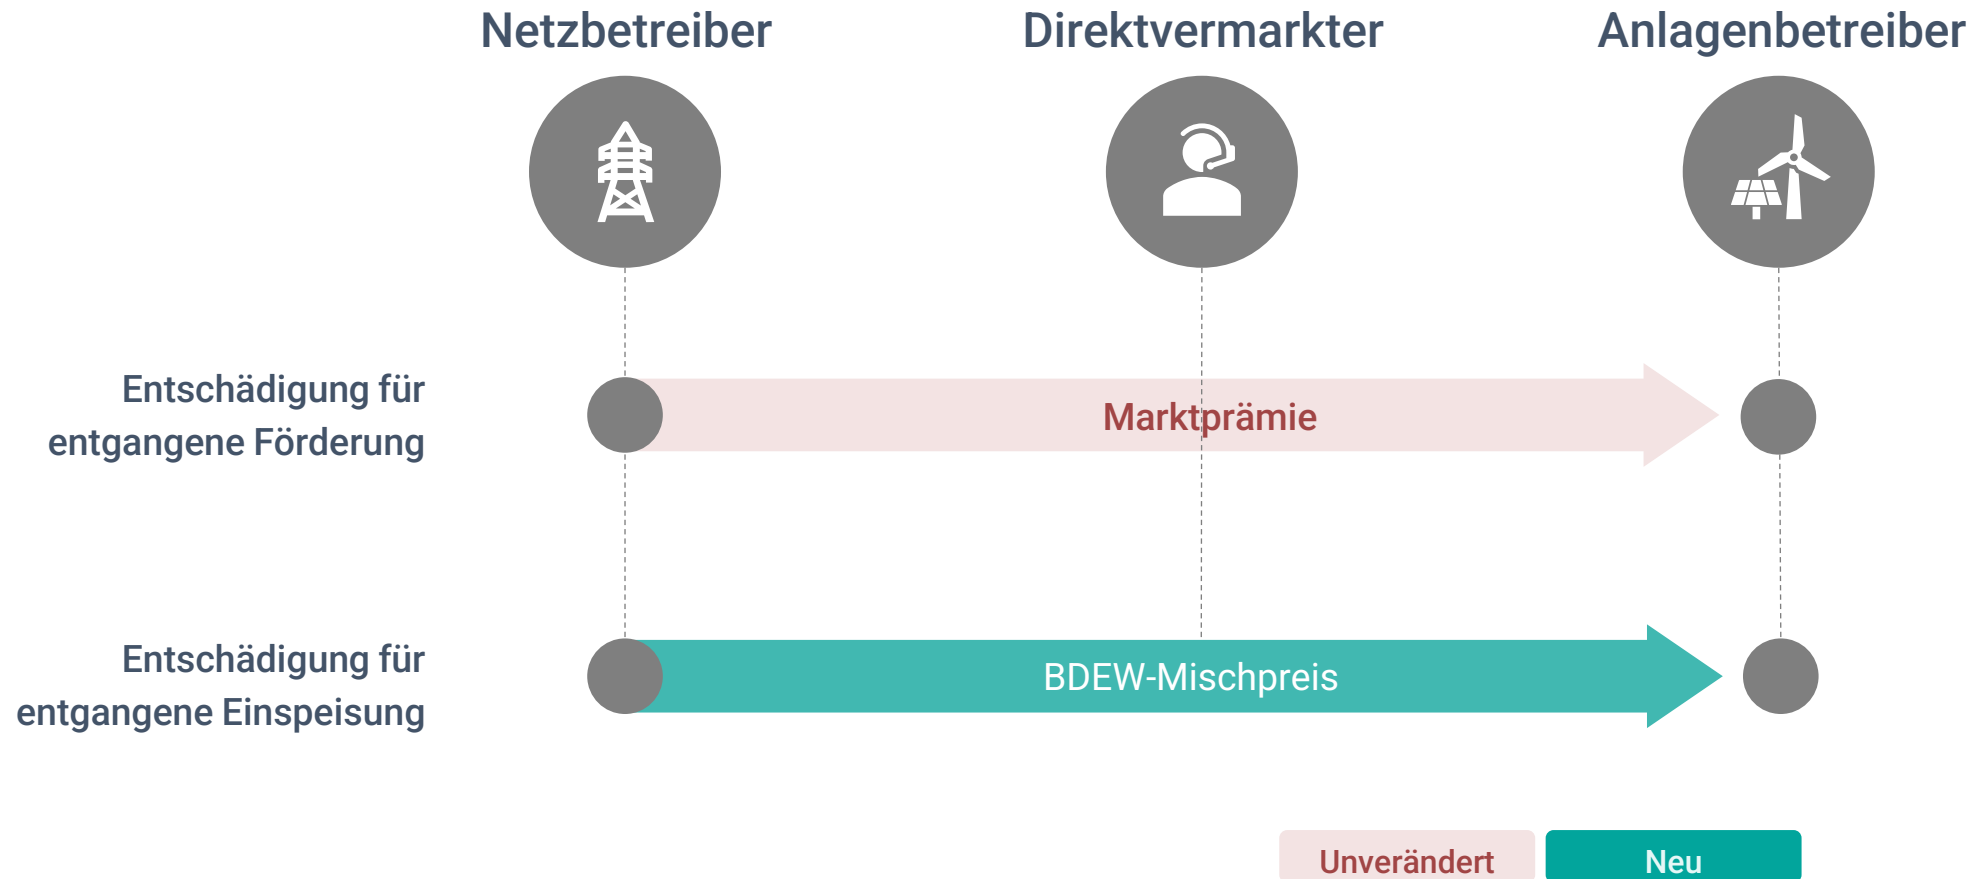 Netzbetreiber
Direktvermarkter
Anlagenbetreiber
Entschädigung für
entgangene Förderung
Marktprämie
Entschädigung für
entgangene Einspeisung
BDEW-Mischpreis
Unverändert
Neu